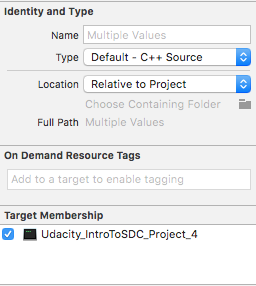 Identity and Type
Name Multiple Values
Type Default - C++ Source
Location Relative to Project
Choose Containing Folder
Full Path Multiple Values
On Demand Resource Tags
Add to a target to enable tagging
Target Membership
Udacity_IntroToSDC_Project_4